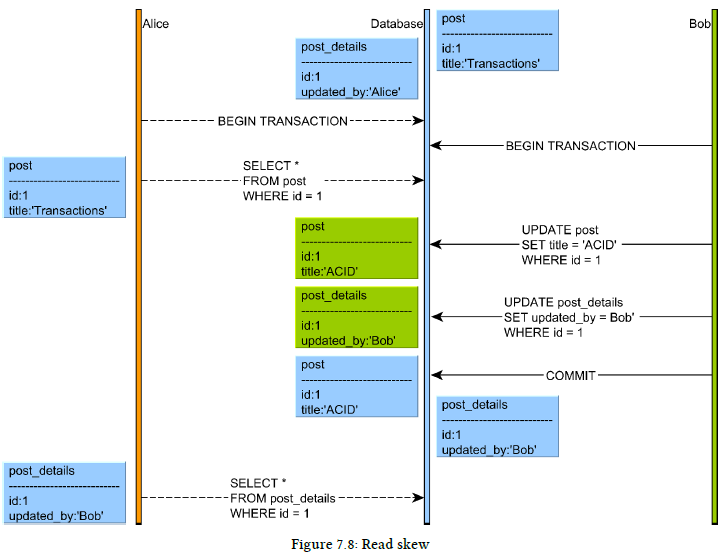 Alice
Database
Bob
post_details
----------------------------
id:1
updated_by:'Alice'
post
----------------------------
id:1
title:'Transactions'
BEGIN TRANSACTION
BEGIN TRANSACTION
post
----------------------------
id:1
title:'Transactions'
SELECT *
FROM post
WHERE id = 1
post
----------------------------
id:1
title:'ACID'
UPDATE post
SET title = 'ACID'
WHERE id = 1
post_details
----------------------------
id:1
updated_by:'Bob'
UPDATE post_details
SET updated_by = Bob'
WHERE id = 1
post
----------------------------
id:1
title:'ACID'
COMMIT
post_details
----------------------------
id:1
updated_by:'Bob'
post_details
----------------------------
id:1
updated_by:'Bob'
SELECT *
FROM post_details
WHERE id = 1
Figure 7.8: Read skew